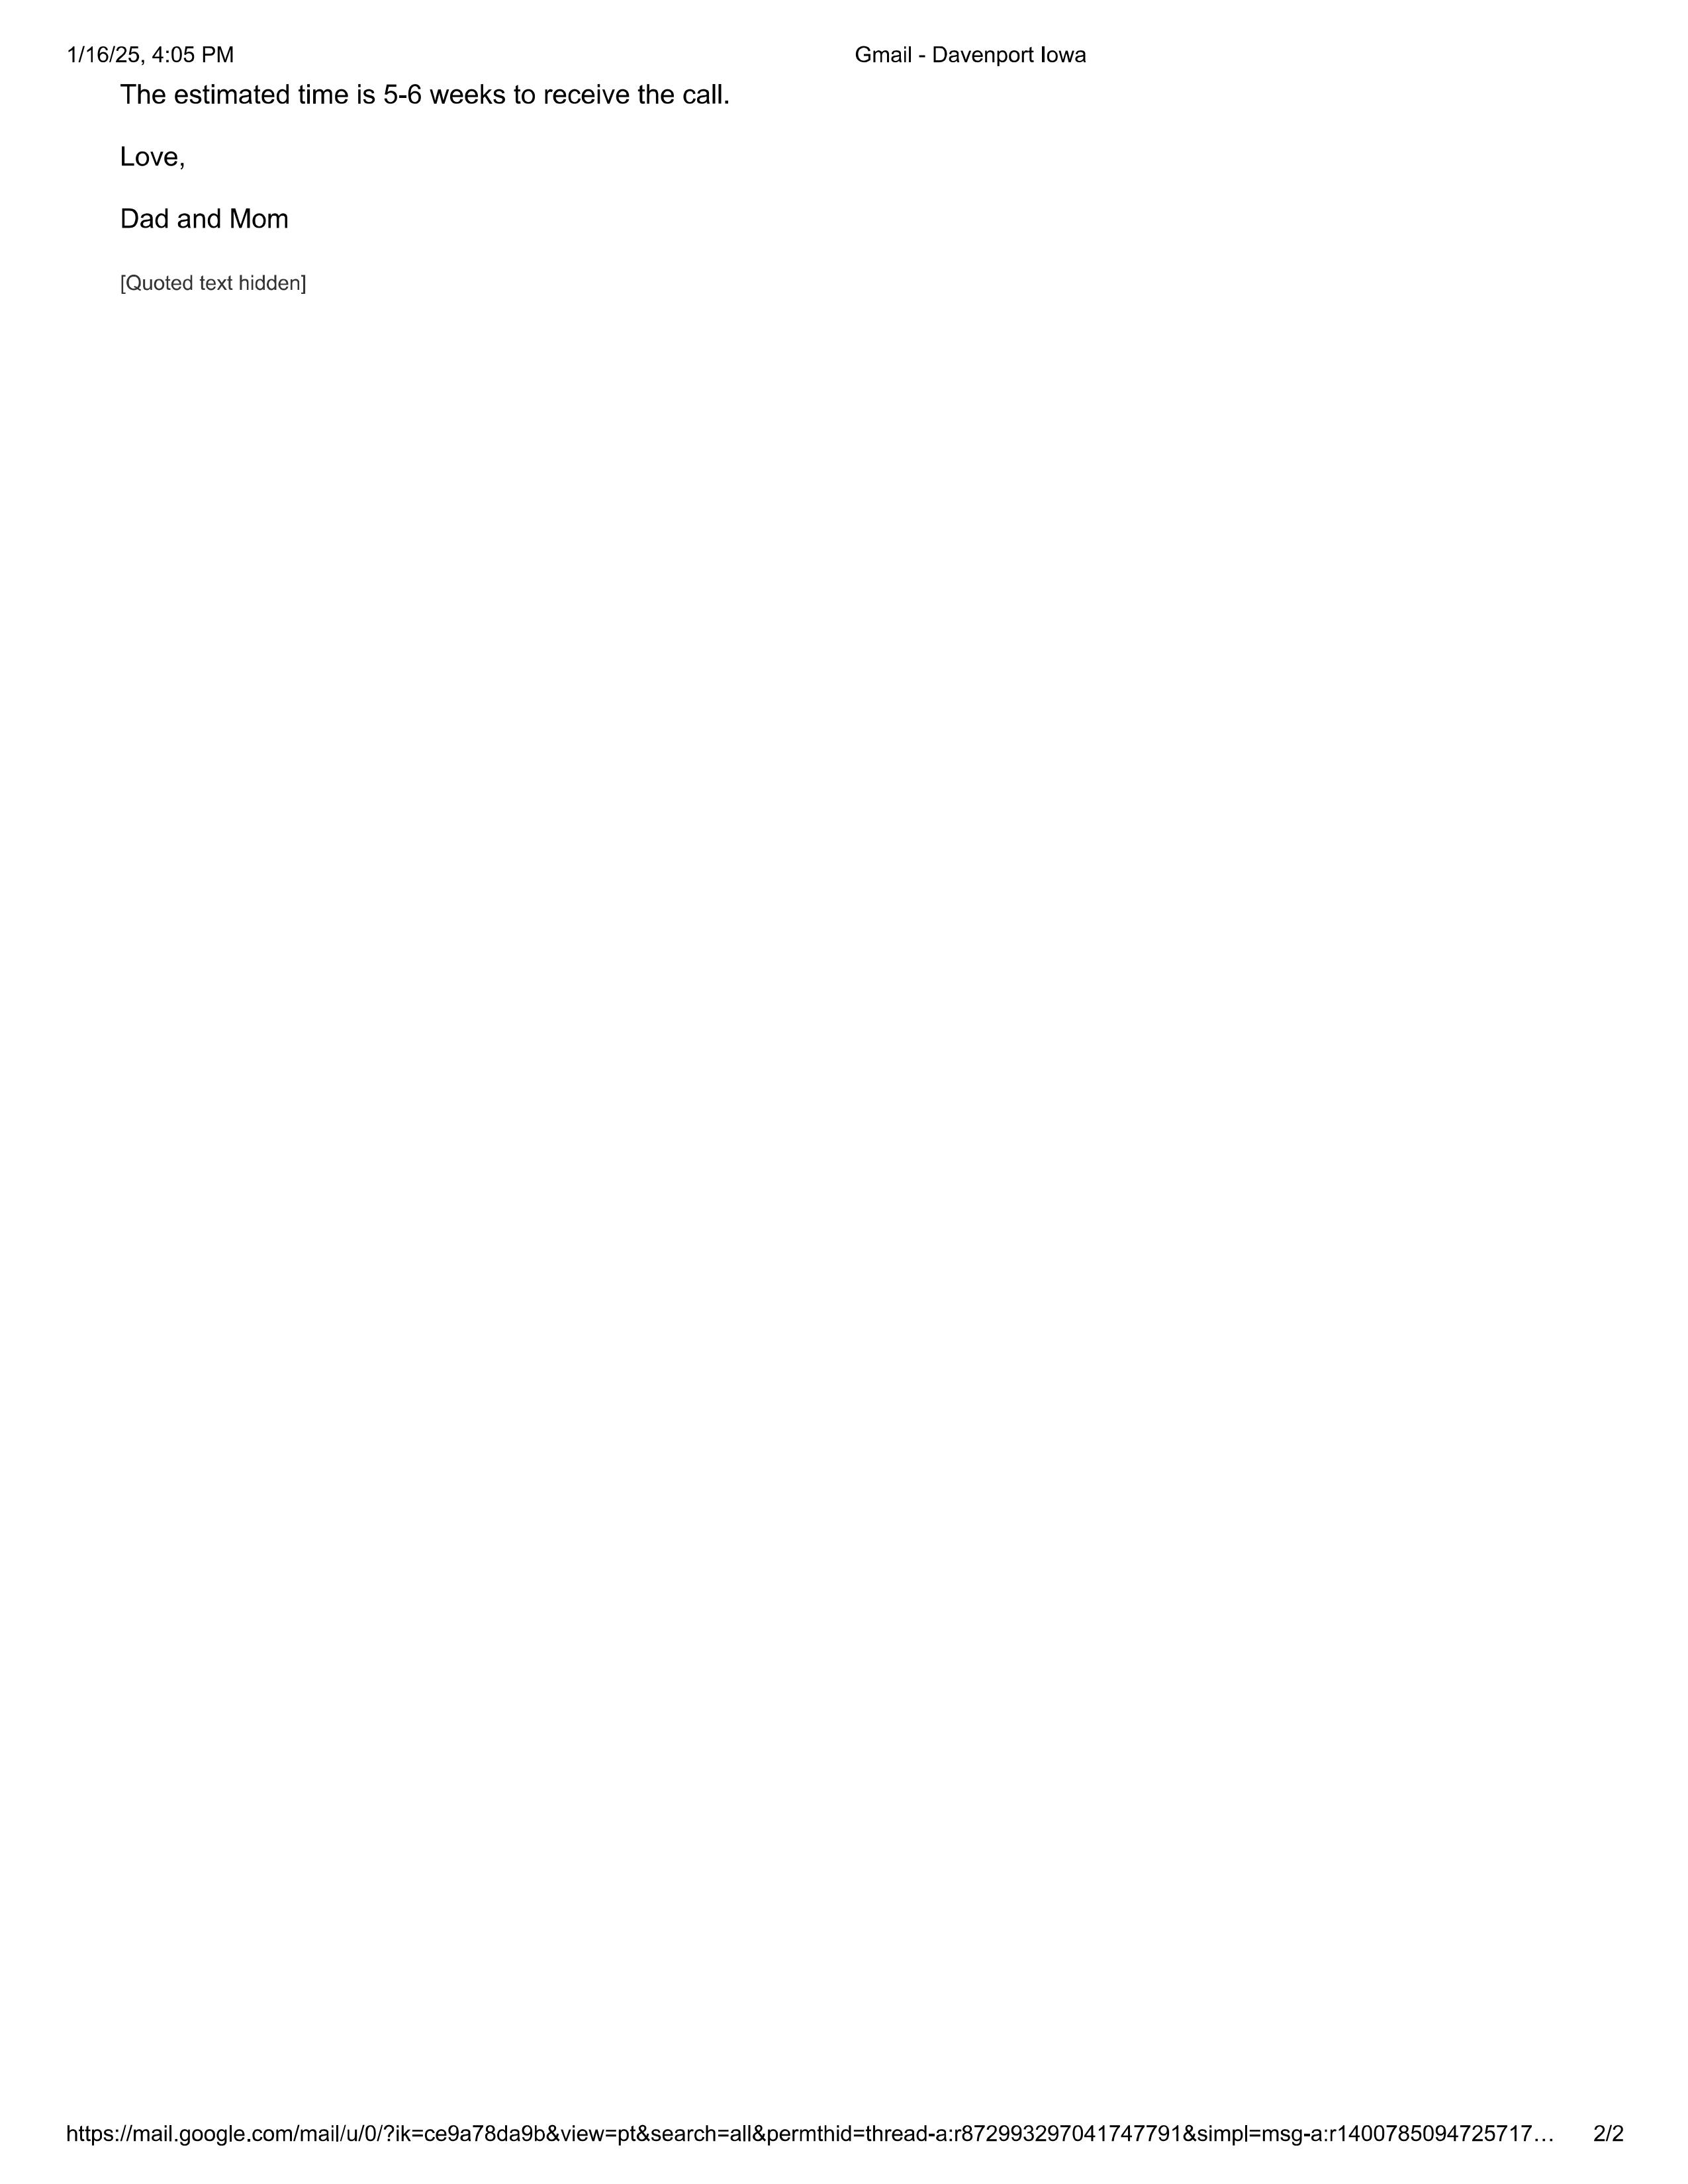 1/16/25, 4:05 PM Gmail - Davenport Iowa
The estimated time is 5-6 weeks to receive the call.
Love,
Dad and Mom
[Quoted text hidden]
https://mail.google.com/mail/u/0/?ik=ce9a78da9b&view=pt&search=all&permthid=thread-a:r872993297041747791&simpl=msg-a:r1400785094725717… 2/2